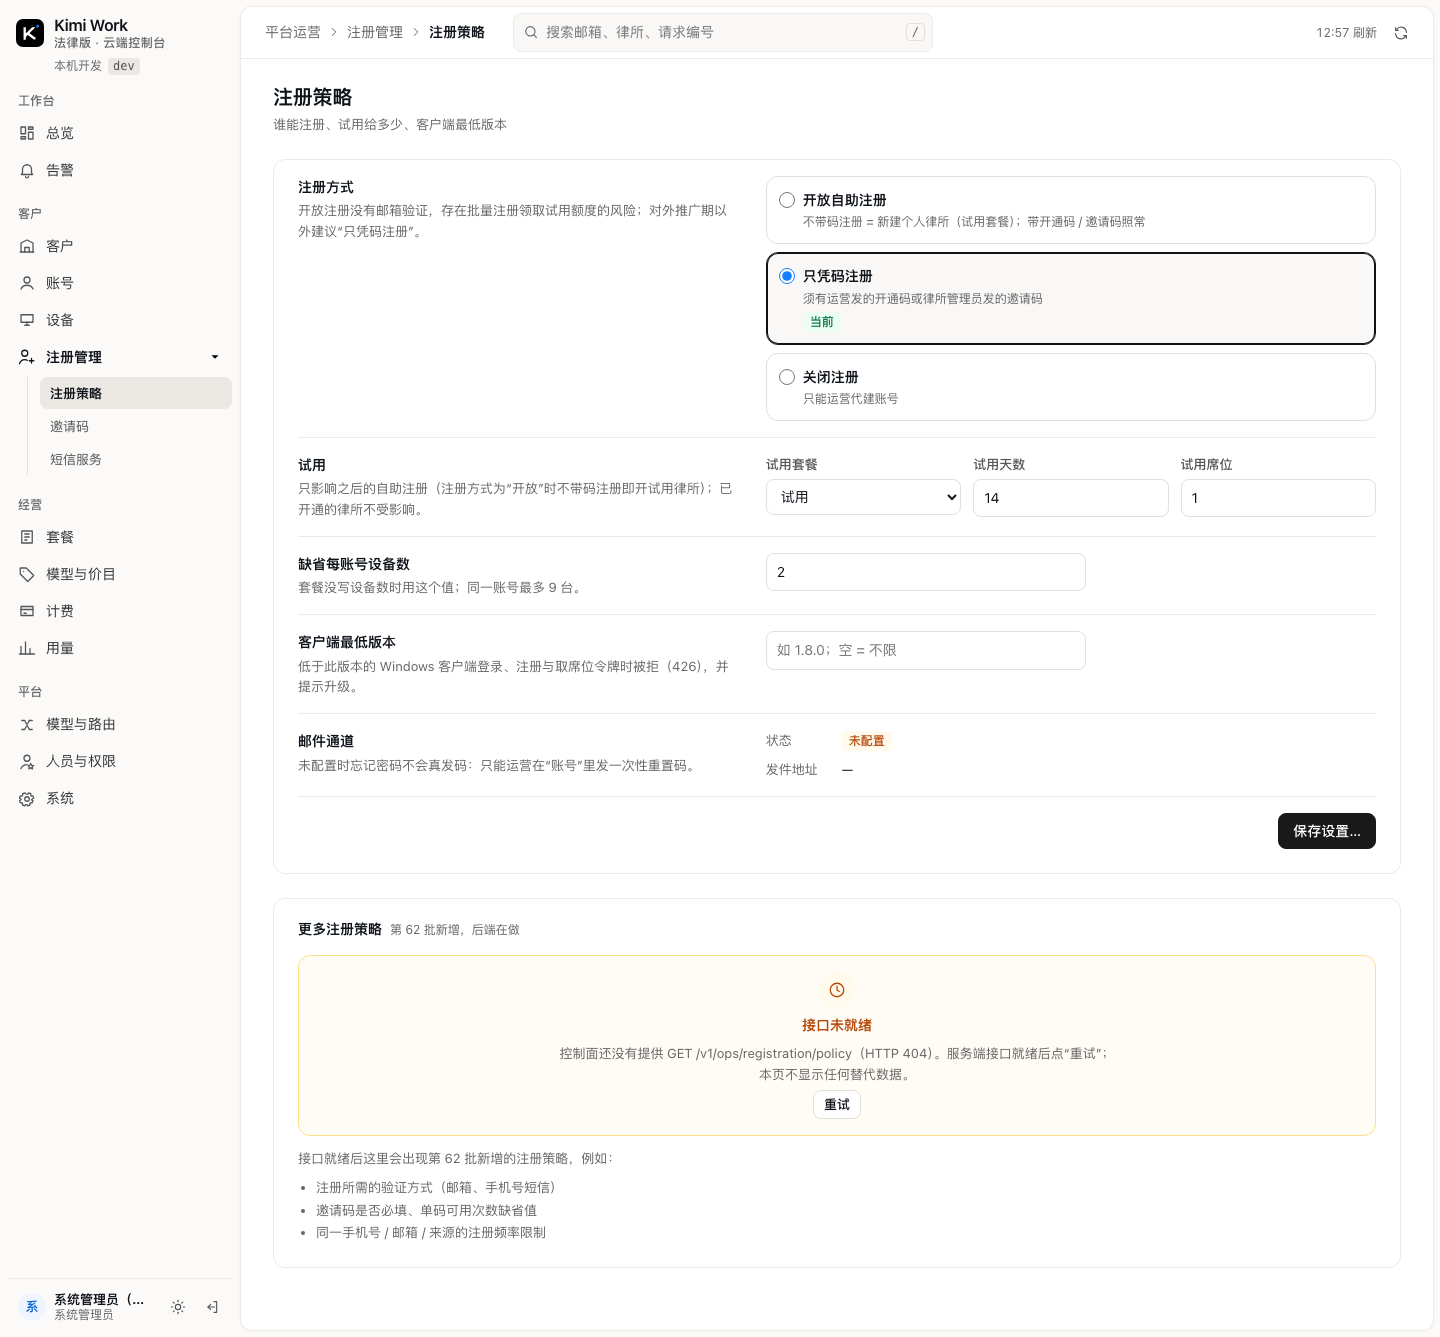 Kimi Work
法律版 · 云端控制台
本机开发 dev
工作台
总览
告警
客户
客户
账号
设备
注册管理
注册策略
邀请码
短信服务
经营
套餐
模型与价目
计费
用量
平台
模型与路由
人员与权限
系统
系 系统管理员（...
系统管理员
平台运营 > 注册管理 > 注册策略
搜索邮箱、律所、请求编号 /
12:57 刷新
注册策略
谁能注册、试用给多少、客户端最低版本
注册方式
开放注册没有邮箱验证，存在批量注册领取试用额度的风险；对外推广期以
外建议“只凭码注册”。
开放自助注册
不带码注册 = 新建个人律所（试用套餐）；带开通码 / 邀请码照常
只凭码注册
须有运营发的开通码或律所管理员发的邀请码
当前
关闭注册
只能运营代建账号
试用
只影响之后的自助注册（注册方式为“开放”时不带码注册即开试用律所）；已
开通的律所不受影响。
试用套餐 试用天数 试用席位
试用 14 1
缺省每账号设备数
套餐没写设备数时用这个值；同一账号最多 9 台。
2
客户端最低版本
低于此版本的 Windows 客户端登录、注册与取席位令牌时被拒（426），并
提示升级。
如 1.8.0；空 = 不限
邮件通道
未配置时忘记密码不会真发码：只能运营在“账号”里发一次性重置码。
状态 未配置
发件地址 —
保存设置...
更多注册策略 第 62 批新增，后端在做
接口未就绪
控制面还没有提供 GET /v1/ops/registration/policy（HTTP 404）。服务端接口就绪后点“重试”；
本页不显示任何替代数据。
重试
接口就绪后这里会出现第 62 批新增的注册策略，例如：
• 注册所需的验证方式（邮箱、手机号短信）
• 邀请码是否必填、单码可用次数缺省值
• 同一手机号 / 邮箱 / 来源的注册频率限制